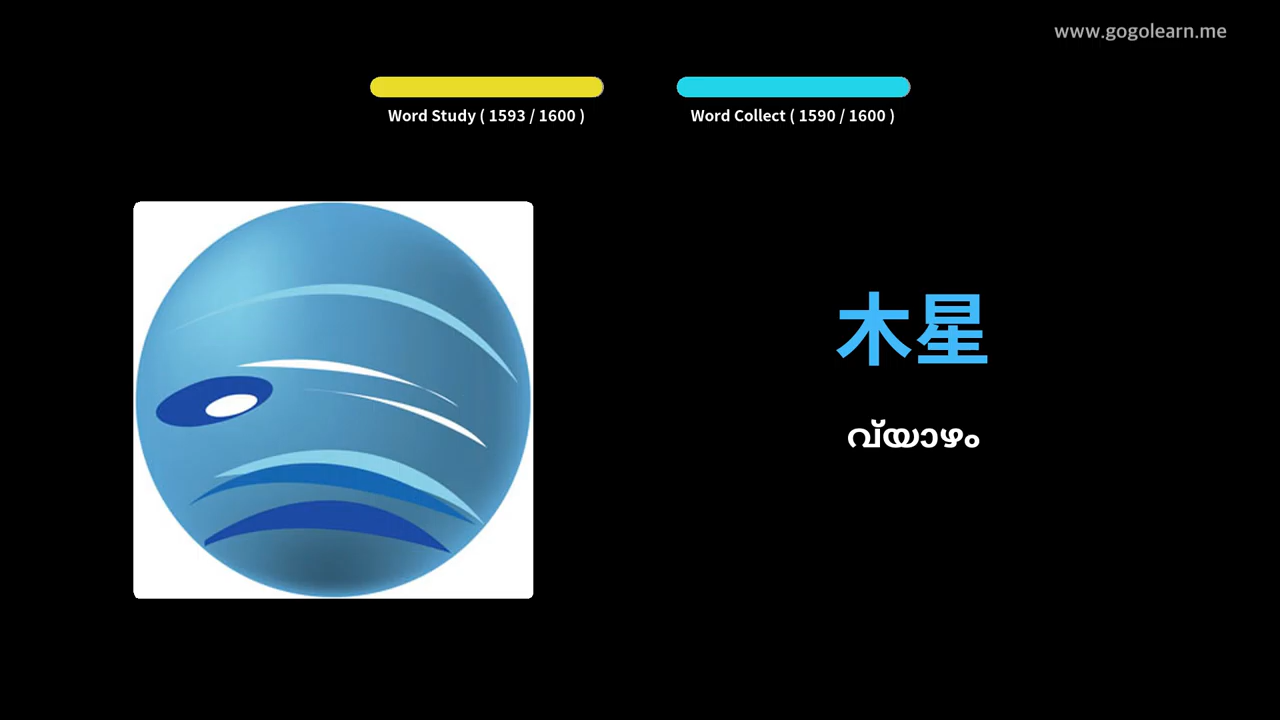 www.gogolearn.me
Word Study ( 1593 / 1600 )
Word Collect ( 1590 / 1600 )
木星
വ്യാഴം